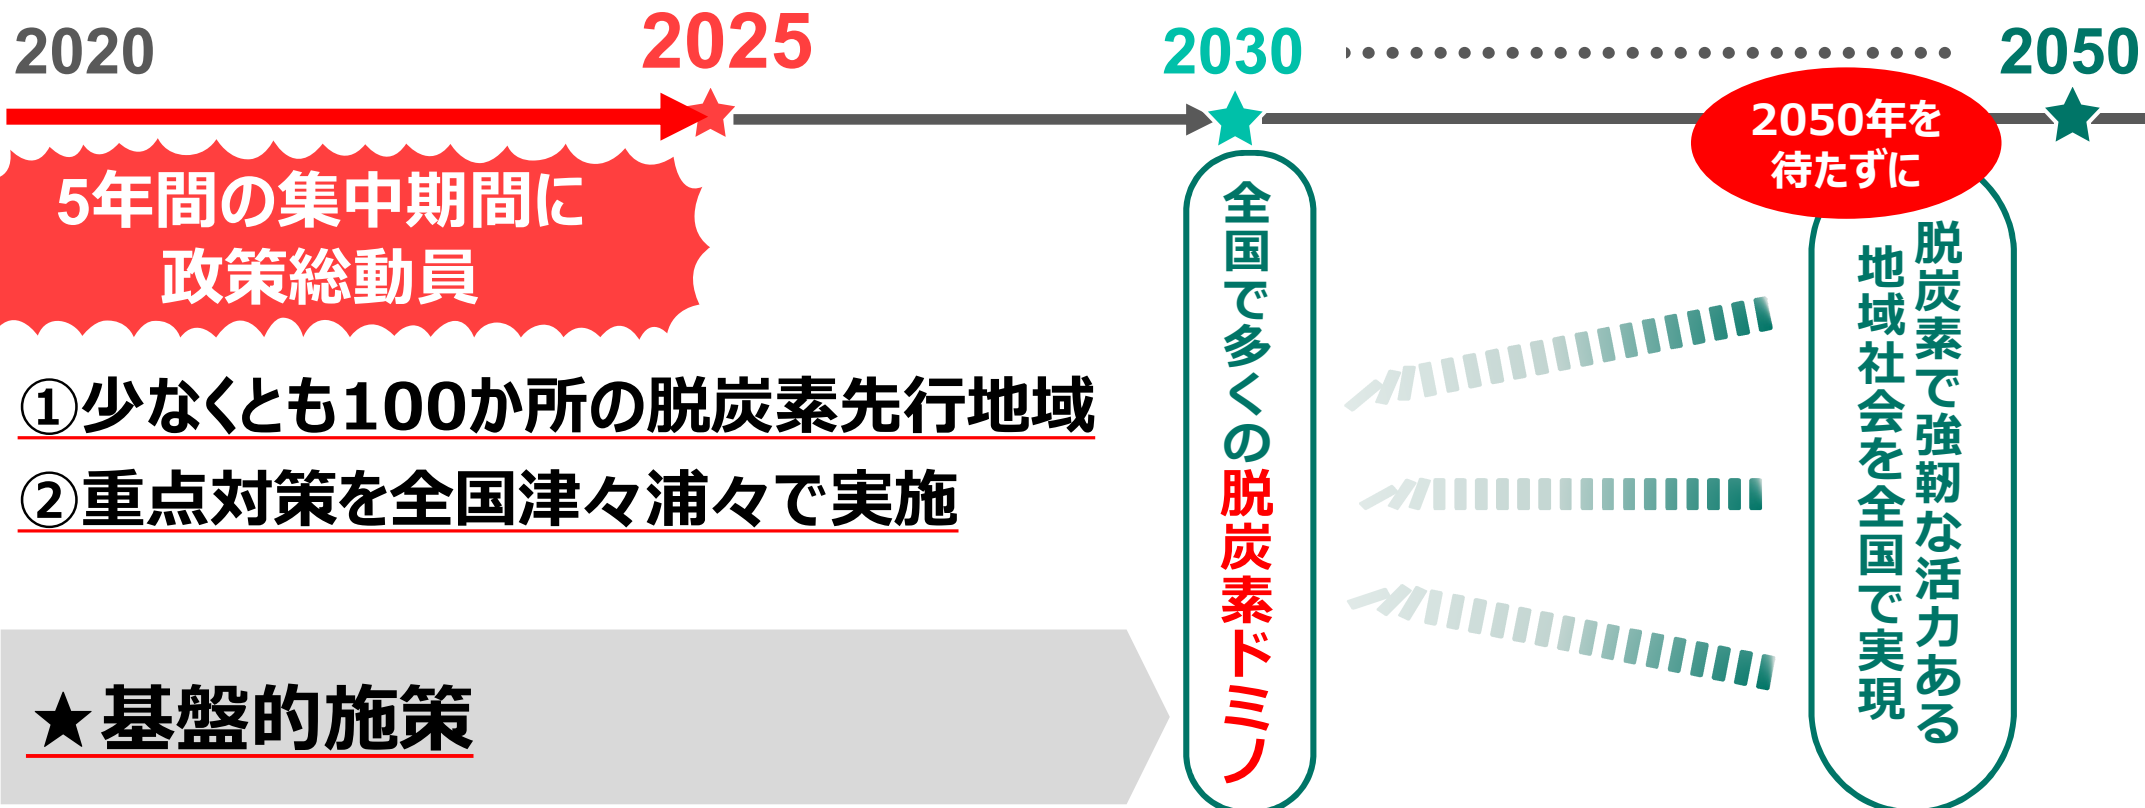 2020
2025
2030
2050
5年間の集中期間に
政策総動員
①少なくとも100か所の脱炭素先行地域
②重点対策を全国津々浦々で実施
★基盤的施策
全国で多くの脱炭素ドミノ
2050年を
待たずに
脱炭素で強靭な活力ある
地域社会を全国で実現